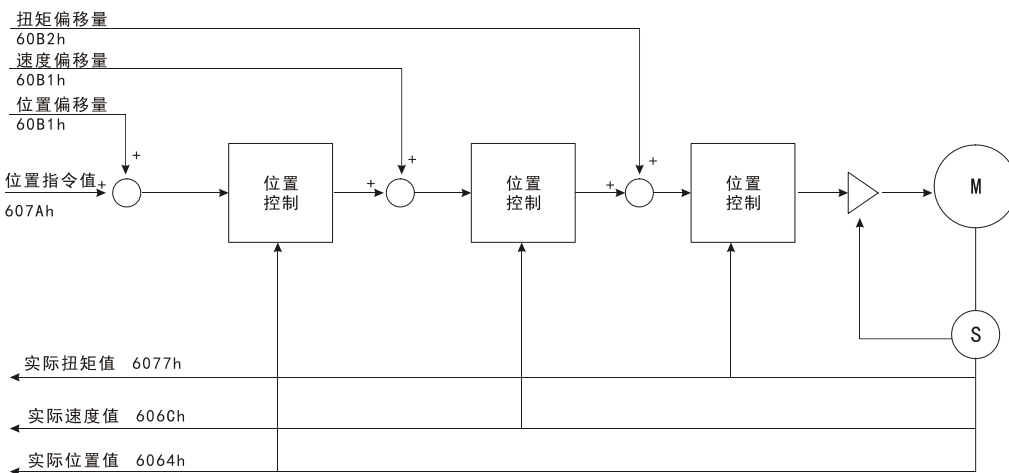 扭矩偏移量
60B2h
速度偏移量
60B1h
位置偏移量
60B1h
+
+
+
位置指令值+
607Ah
位置
控制
+
位置
控制
+
位置
控制
M
S
实际扭矩值 6077h
实际速度值 606Ch
实际位置值 6064h